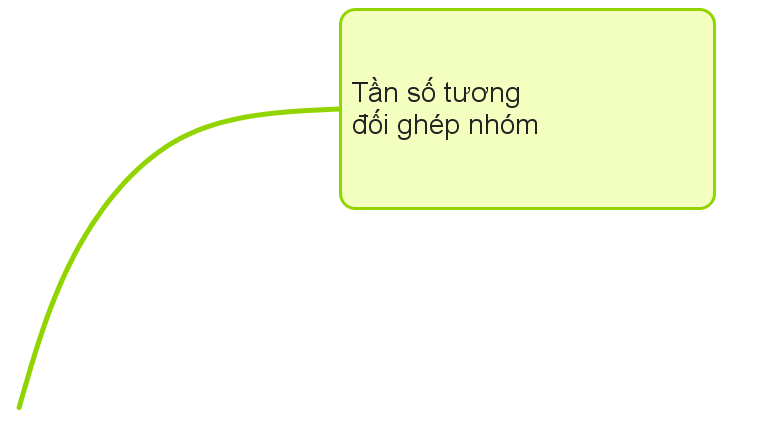 Tần số tương
đối ghép nhóm